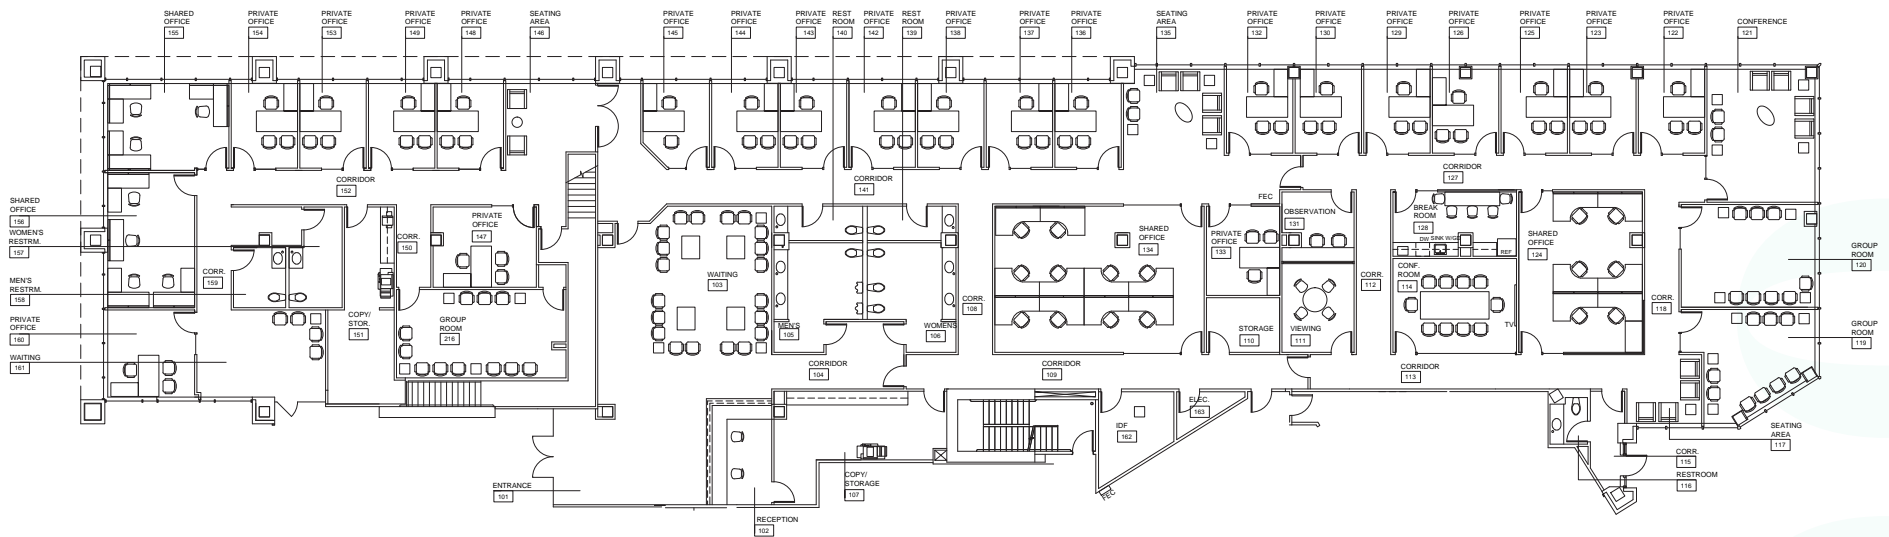 SHARED
OFFICE
155
PRIVATE
OFFICE
154
PRIVATE
OFFICE
153
PRIVATE
OFFICE
149
PRIVATE
OFFICE
148
SEATING
AREA
146
PRIVATE
OFFICE
145
PRIVATE
OFFICE
144
PRIVATE
OFFICE
143
REST
ROOM
140
PRIVATE
OFFICE
142
REST
ROOM
139
PRIVATE
OFFICE
138
PRIVATE
OFFICE
137
PRIVATE
OFFICE
136
SEATING
AREA
135
PRIVATE
OFFICE
132
PRIVATE
OFFICE
130
PRIVATE
OFFICE
129
PRIVATE
OFFICE
126
PRIVATE
OFFICE
125
PRIVATE
OFFICE
123
PRIVATE
OFFICE
122
CONFERENCE
121
CORRIDOR
152
CORRIDOR
141
CORRIDOR
127
SHARED
OFFICE
156
WOMEN'S
RESTRM.
157
MEN'S
RESTRM.
158
PRIVATE
OFFICE
160
WAITING
161
CORR.
159
COPY/
STOR.
151
CORR.
150
PRIVATE
OFFICE
147
GROUP
ROOM
216
WAITING
103
MEN'S
105
WOMENS
106
CORR.
108
SHARED
OFFICE
134
PRIVATE
OFFICE
133
FEC
OBSERVATION
131
STORAGE
110
VIEWING
111
CORR.
112
BREAK
ROOM
128
DW
SINK
REF
CONF.
ROOM
114
TV
SHARED
OFFICE
124
CORR.
118
GROUP
ROOM
120
GROUP
ROOM
119
CORRIDOR
104
CORRIDOR
109
CORRIDOR
113
ELEC.
163
IDF
162
FEC
ENTRANCE
101
RECEPTION
102
COPY/
STORAGE
107
SEATING
AREA
117
CORR.
115
RESTROOM
116